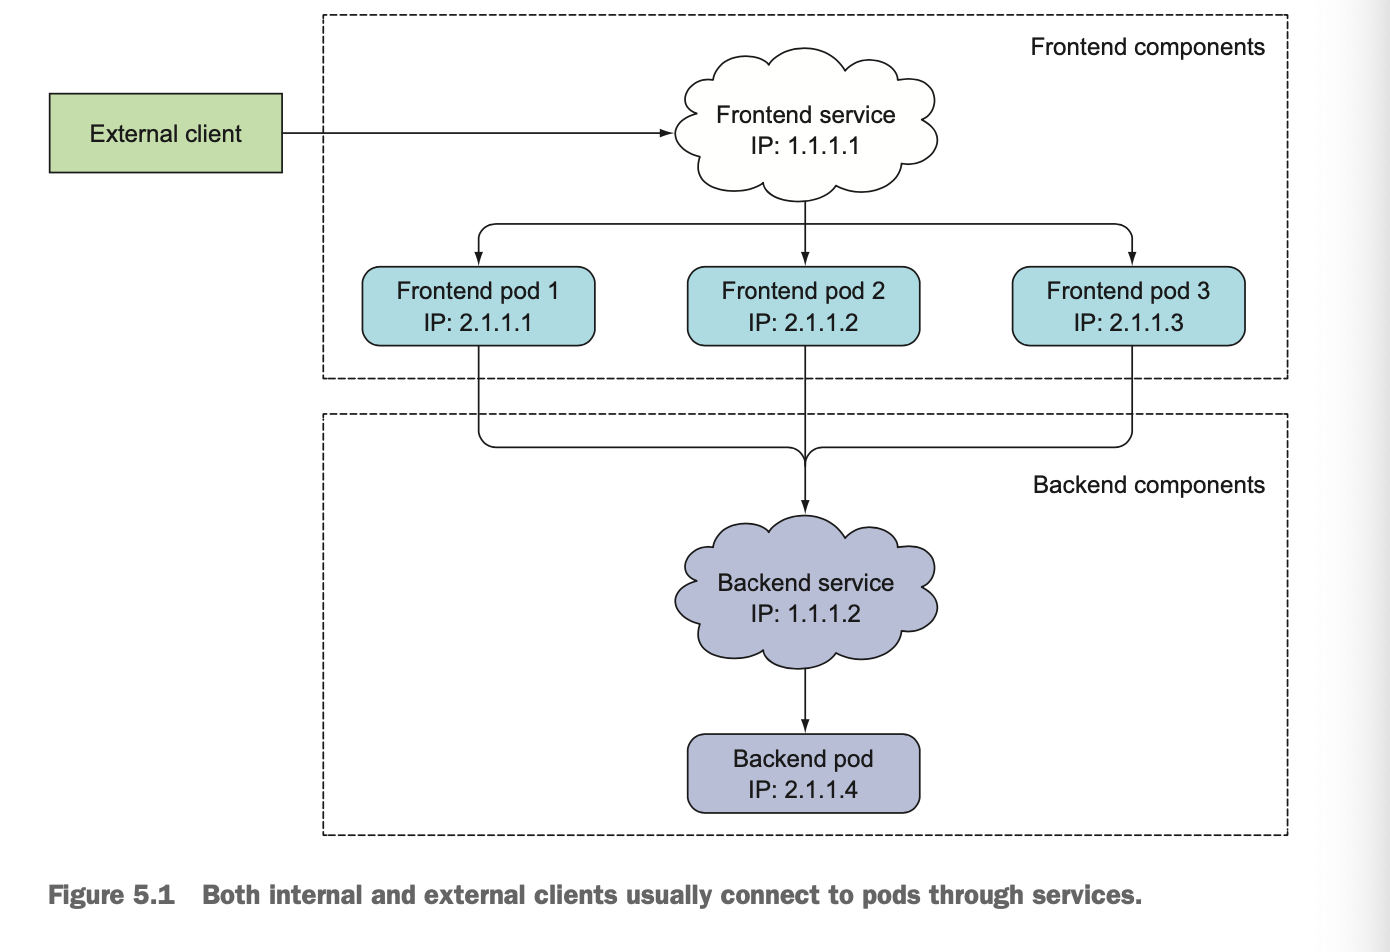 Frontend components
External client
Frontend service
IP: 1.1.1.1
Frontend pod 1
IP: 2.1.1.1
Frontend pod 2
IP: 2.1.1.2
Frontend pod 3
IP: 2.1.1.3
Backend components
Backend service
IP: 1.1.1.2
Backend pod
IP: 2.1.1.4
Figure 5.1 Both internal and external clients usually connect to pods through services.